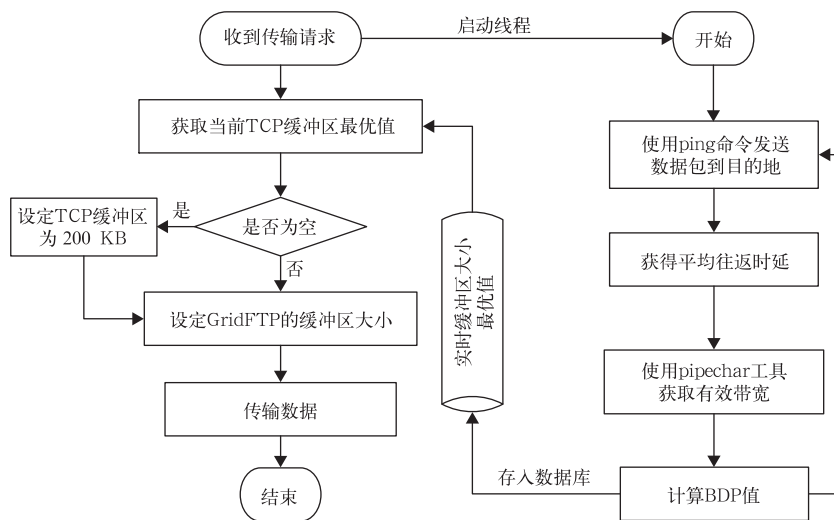 收到传输请求
启动线程
开始
获取当前TCP缓冲区最优值
使用ping命令发送
数据包到目的地
设定TCP缓冲区
为 200 KB
是
是否为空
否
实时缓冲区大小
最优值
获得平均往返时延
设定GridFTP的缓冲区大小
使用pipechar工具
获取有效带宽
传输数据
存入数据库
结束
计算BDP值